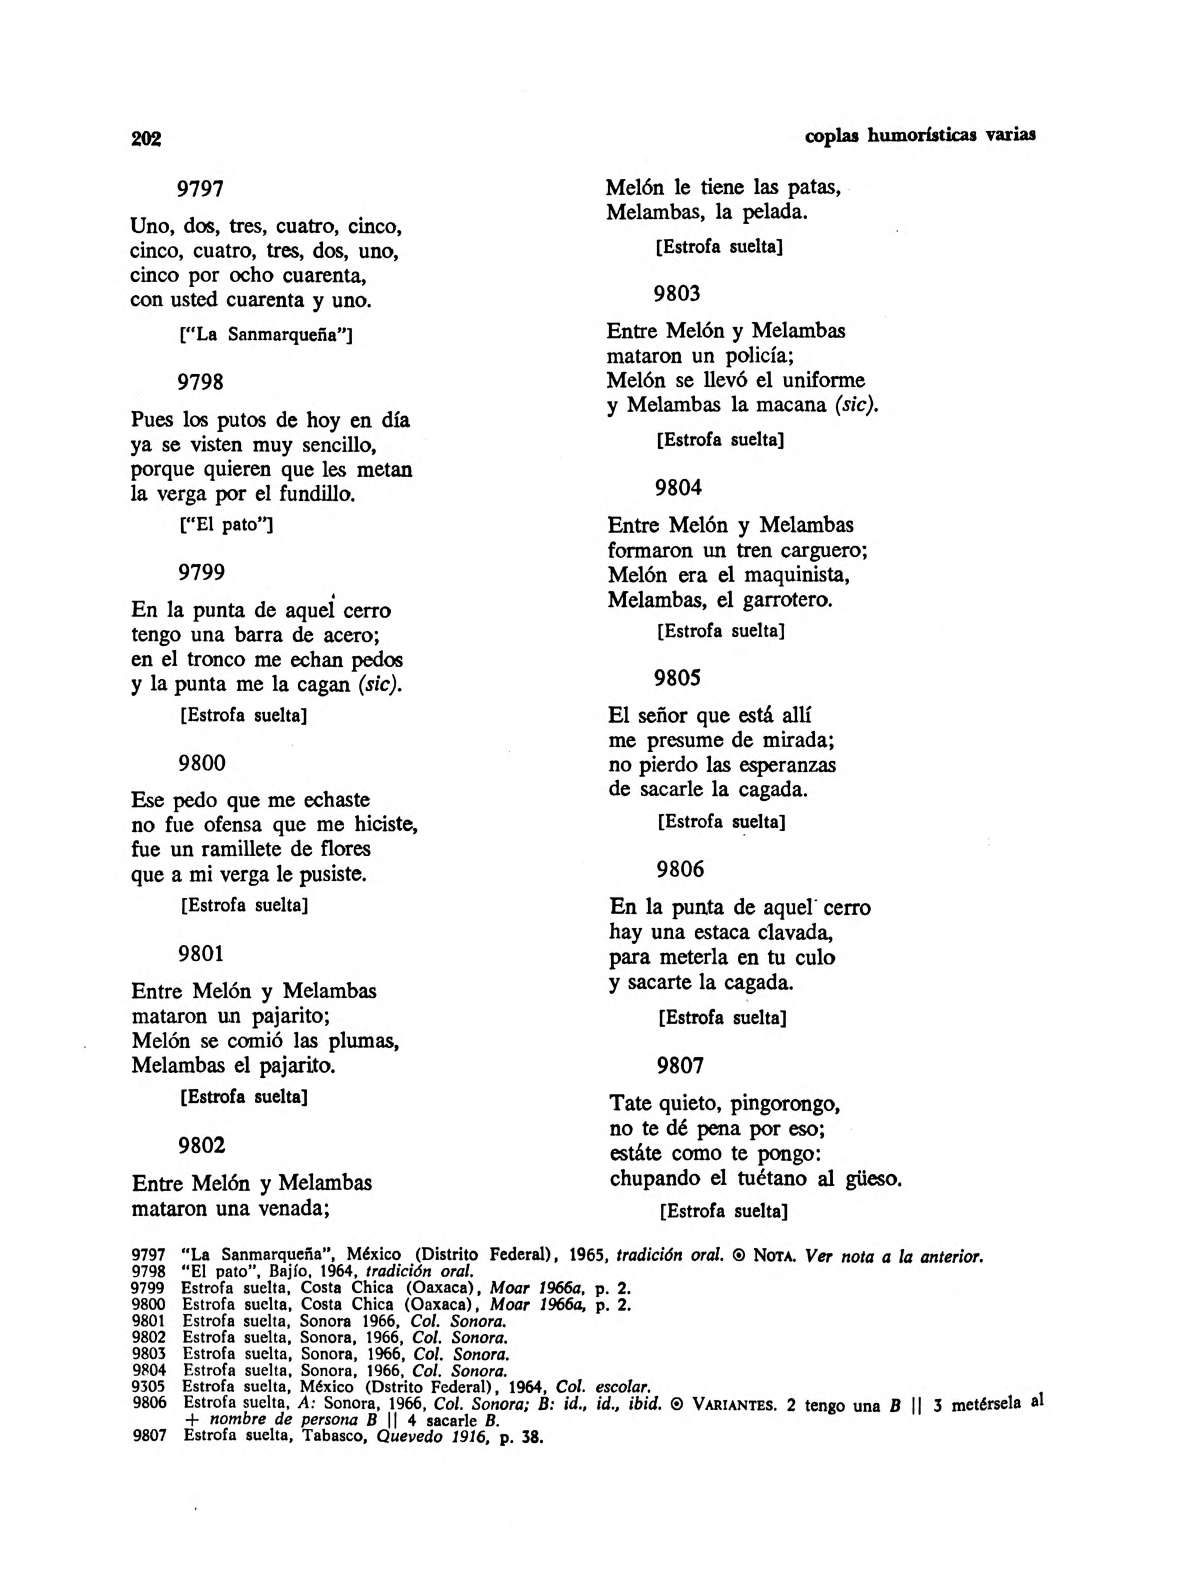 202
coplas humorísticas varias
9797
Uno, dos, tres, cuatro, cinco,
cinco, cuatro, tres, dos, uno,
cinco por ocho cuarenta,
con usted cuarenta y uno.
["La Sanmarqueña"]
9798
Pues los putos de hoy en día
ya se visten muy sencillo,
porque quieren que les metan
la verga por el fundillo.
["El pato"]
9799
En la punta de aquel cerro
tengo una barra de acero;
en el tronco me echan pedos
y la punta me la cagan (sic).
[Estrofa suelta]
9800
Ese pedo que me echaste
no fue ofensa que me hiciste,
fue un ramillete de flores
que a mi verga le pusiste.
[Estrofa suelta]
9801
Entre Melón y Melambas
mataron un pajarito;
Melón se comió las plumas,
Melambas el pajarito.
[Estrofa suelta]
9802
Entre Melón y Melambas
mataron una venada;
Melón le tiene las patas,
Melambas, la pelada.
[Estrofa suelta]
9803
Entre Melón y Melambas
mataron un policía;
Melón se llevó el uniforme
y Melambas la macana (sic).
[Estrofa suelta]
9804
Entre Melón y Melambas
formaron un tren carguero;
Melón era el maquinista,
Melambas, el garrotero.
[Estrofa suelta]
9805
El señor que está allí
me presume de mirada;
no pierdo las esperanzas
de sacarle la cagada.
[Estrofa suelta]
9806
En la punta de aquel cerro
hay una estaca clavada,
para meterla en tu culo
y sacarte la cagada.
[Estrofa suelta]
9807
Tate quieto, pingorongo,
no te dé pena por eso;
estáte como te pongo:
chupando el tuétano al güeso.
[Estrofa suelta]
9797 "La Sanmarqueña", México (Distrito Federal), 1965, tradición oral. ⊙ NOTA. Ver nota a la anterior.
9798 "El pato", Bajío, 1964, tradición oral.
9799 Estrofa suelta, Costa Chica (Oaxaca), Moar 1966a, p. 2.
9800 Estrofa suelta, Costa Chica (Oaxaca), Moar 1966a, p. 2.
9801 Estrofa suelta, Sonora 1966, Col. Sonora.
9802 Estrofa suelta, Sonora, 1966, Col. Sonora.
9803 Estrofa suelta, Sonora, 1966, Col. Sonora.
9804 Estrofa suelta, Sonora, 1966, Col. Sonora.
9305 Estrofa suelta, México (Dstrito Federal), 1964, Col. escolar.
9806 Estrofa suelta, A: Sonora, 1966, Col. Sonora; B: id., id., ibid. ⊙ VARIANTES. 2 tengo una B || 3 metérsela al
+ nombre de persona B || 4 sacarle B.
9807 Estrofa suelta, Tabasco, Quevedo 1916, p. 38.